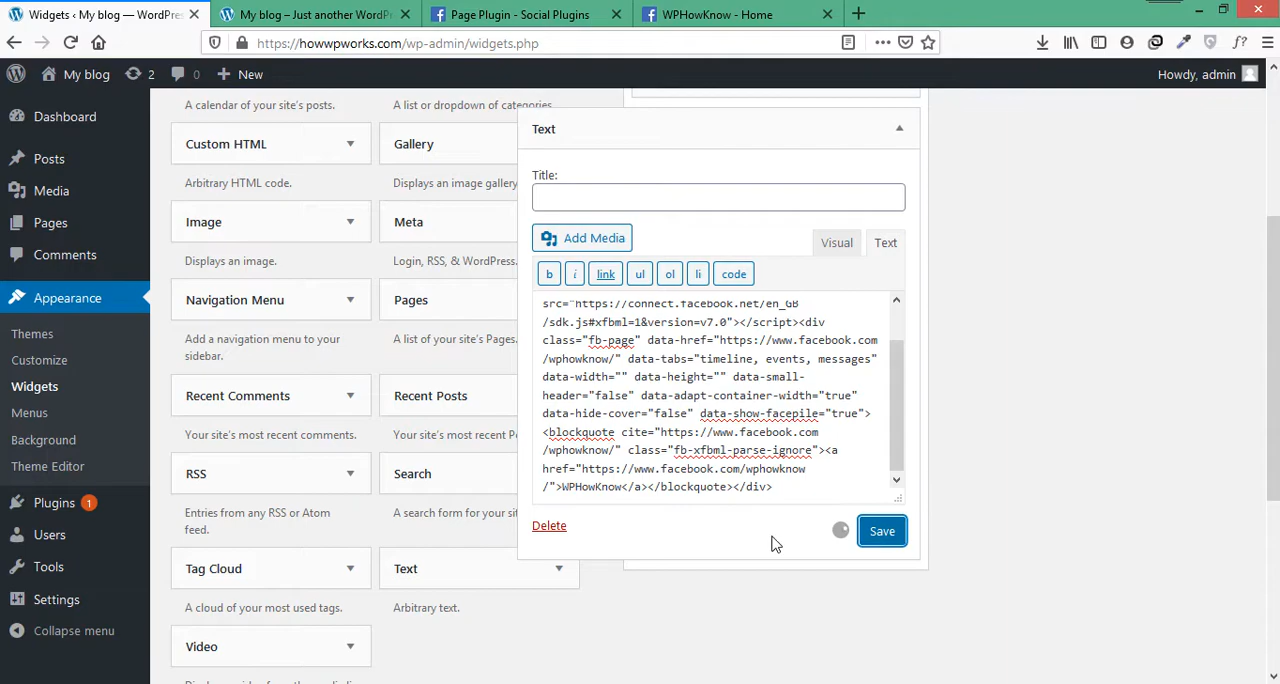 Widgets ‹ My blog — WordPress
My blog – Just another WordPr
Page Plugin - Social Plugins
WPHowKnow - Home
https://howwpworks.com/wp-admin/widgets.php
My blog
2
0
New
Howdy, admin
Dashboard
Posts
Media
Pages
Comments
Appearance
Themes
Customize
Widgets
Menus
Background
Theme Editor
Plugins 1
Users
Tools
Settings
Collapse menu
A calendar of your site's posts.
A list or dropdown of categories.
Custom HTML
Gallery
Arbitrary HTML code.
Displays an image gallery
Image
Meta
Displays an image.
Login, RSS, & WordPress.
Navigation Menu
Pages
Add a navigation menu to your
sidebar.
A list of your site's Pages.
Recent Comments
Recent Posts
Your site's most recent comments.
Your site's most recent P
RSS
Search
Entries from any RSS or Atom
feed.
A search form for your sit
Tag Cloud
Text
A cloud of your most used tags.
Arbitrary text.
Video
Text
Title:
Add Media
Visual
Text
b
i
link
ul
ol
li
code
src="https://connect.facebook.net/en_GB
/sdk.js#xfbml=1&version=v7.0"></script><div
class="fb-page" data-href="https://www.facebook.com
/wphowknow/" data-tabs="timeline, events, messages"
data-width="" data-height="" data-small-
header="false" data-adapt-container-width="true"
data-hide-cover="false" data-show-facepile="true">
<blockquote cite="https://www.facebook.com
/wphowknow/" class="fb-xfbml-parse-ignore"><a
href="https://www.facebook.com/wphowknow
/">WPHowKnow</a></blockquote></div>
Delete
Save